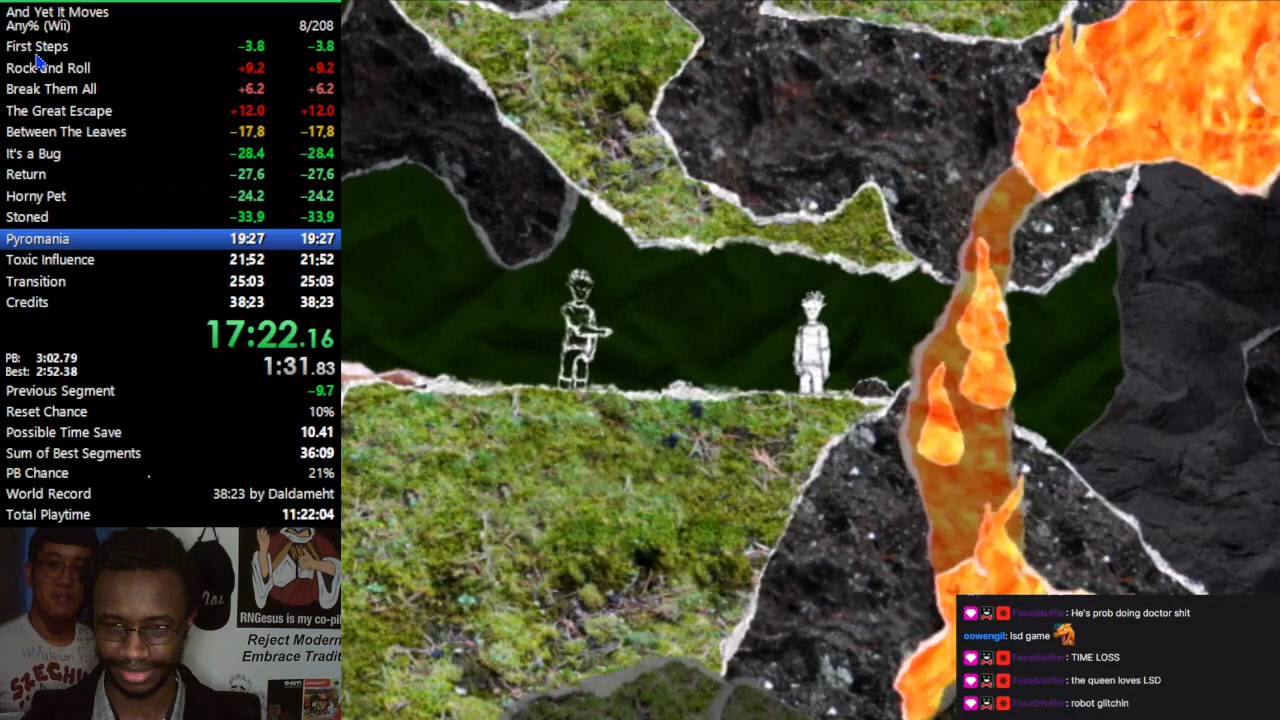 And Yet It Moves
Any% (Wii) 8/208
First Steps -3.8 -3.8
Rock and Roll +9.2 +9.2
Break Them All +6.2 +6.2
The Great Escape +12.0 +12.0
Between The Leaves -17.8 -17.8
It's a Bug -28.4 -28.4
Return -27.6 -27.6
Horny Pet -24.2 -24.2
Stoned -33.9 -33.9
Pyromania 19:27 19:27
Toxic Influence 21:52 21:52
Transition 25:03 25:03
Credits 38:23 38:23
17:22.16
PB: 3:02.79
Best: 2:52.38
1:31.83
Previous Segment -9.7
Reset Chance 10%
Possible Time Save 10.41
Sum of Best Segments 36:09
PB Chance 21%
World Record 38:23 by Daldameht
Total Playtime 11:22:04
RNGesus is my co-pil
Reject Modern
Embrace Tradit
FaceStuffer: He's prob doing doctor shit
oowengil: lsd game
FaceStuffer: TIME LOSS
FaceStuffer: the queen loves LSD
FaceStuffer: robot glitchin